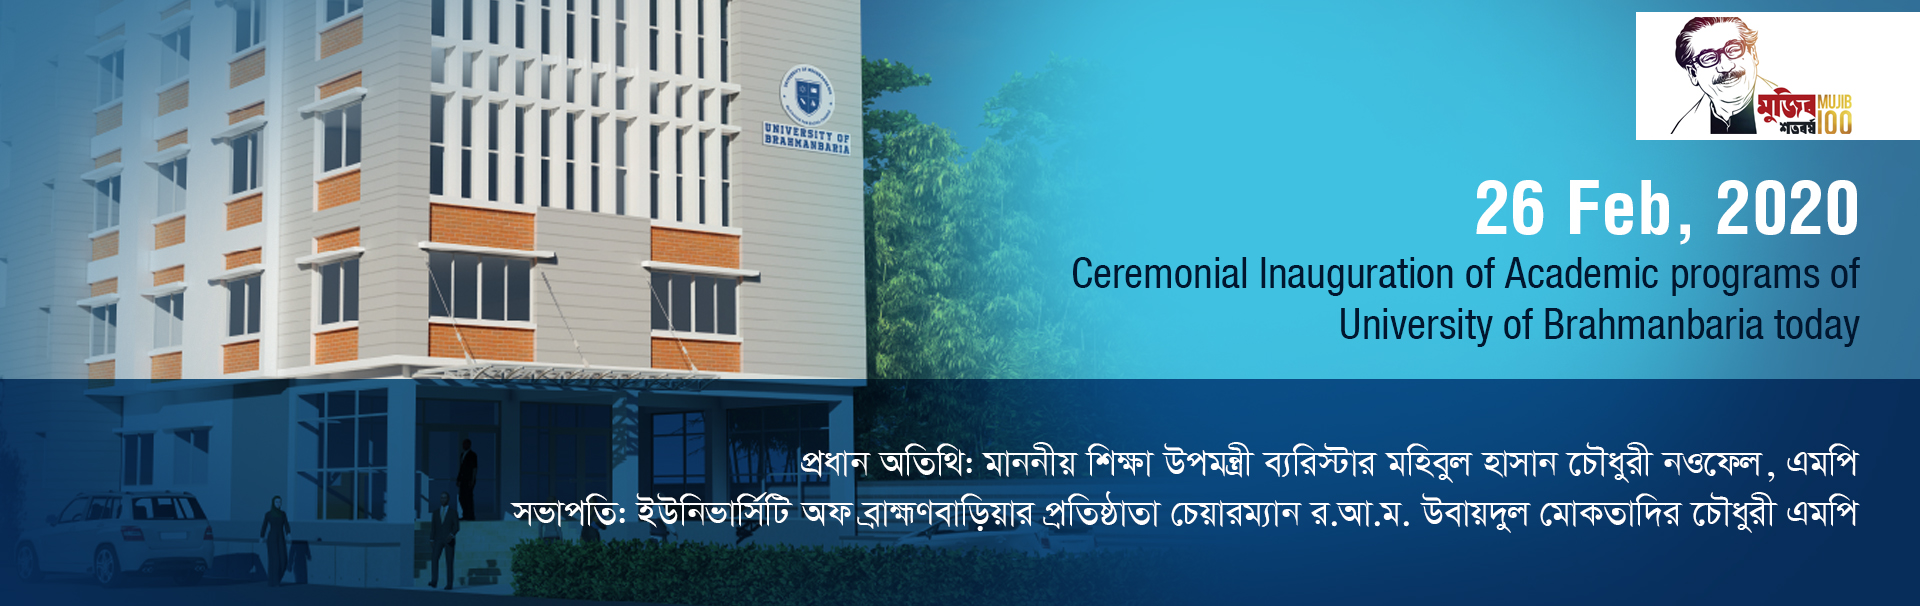 UNIVERSITY OF
BRAHMANBARIA
মুজিব
শতবর্ষ
MUJIB
100
26 Feb, 2020
Ceremonial Inauguration of Academic programs of
University of Brahmanbaria today
প্রধান অতিথি: মাননীয় শিক্ষা উপমন্ত্রী ব্যরিস্টার মহিবুল হাসান চৌধুরী নওফেল, এমপি
সভাপতি: ইউনিভার্সিটি অফ ব্রাহ্মণবাড়িয়ার প্রতিষ্ঠাতা চেয়ারম্যান র.আ.ম. উবায়দুল মোকতাদির চৌধুরী এমপি